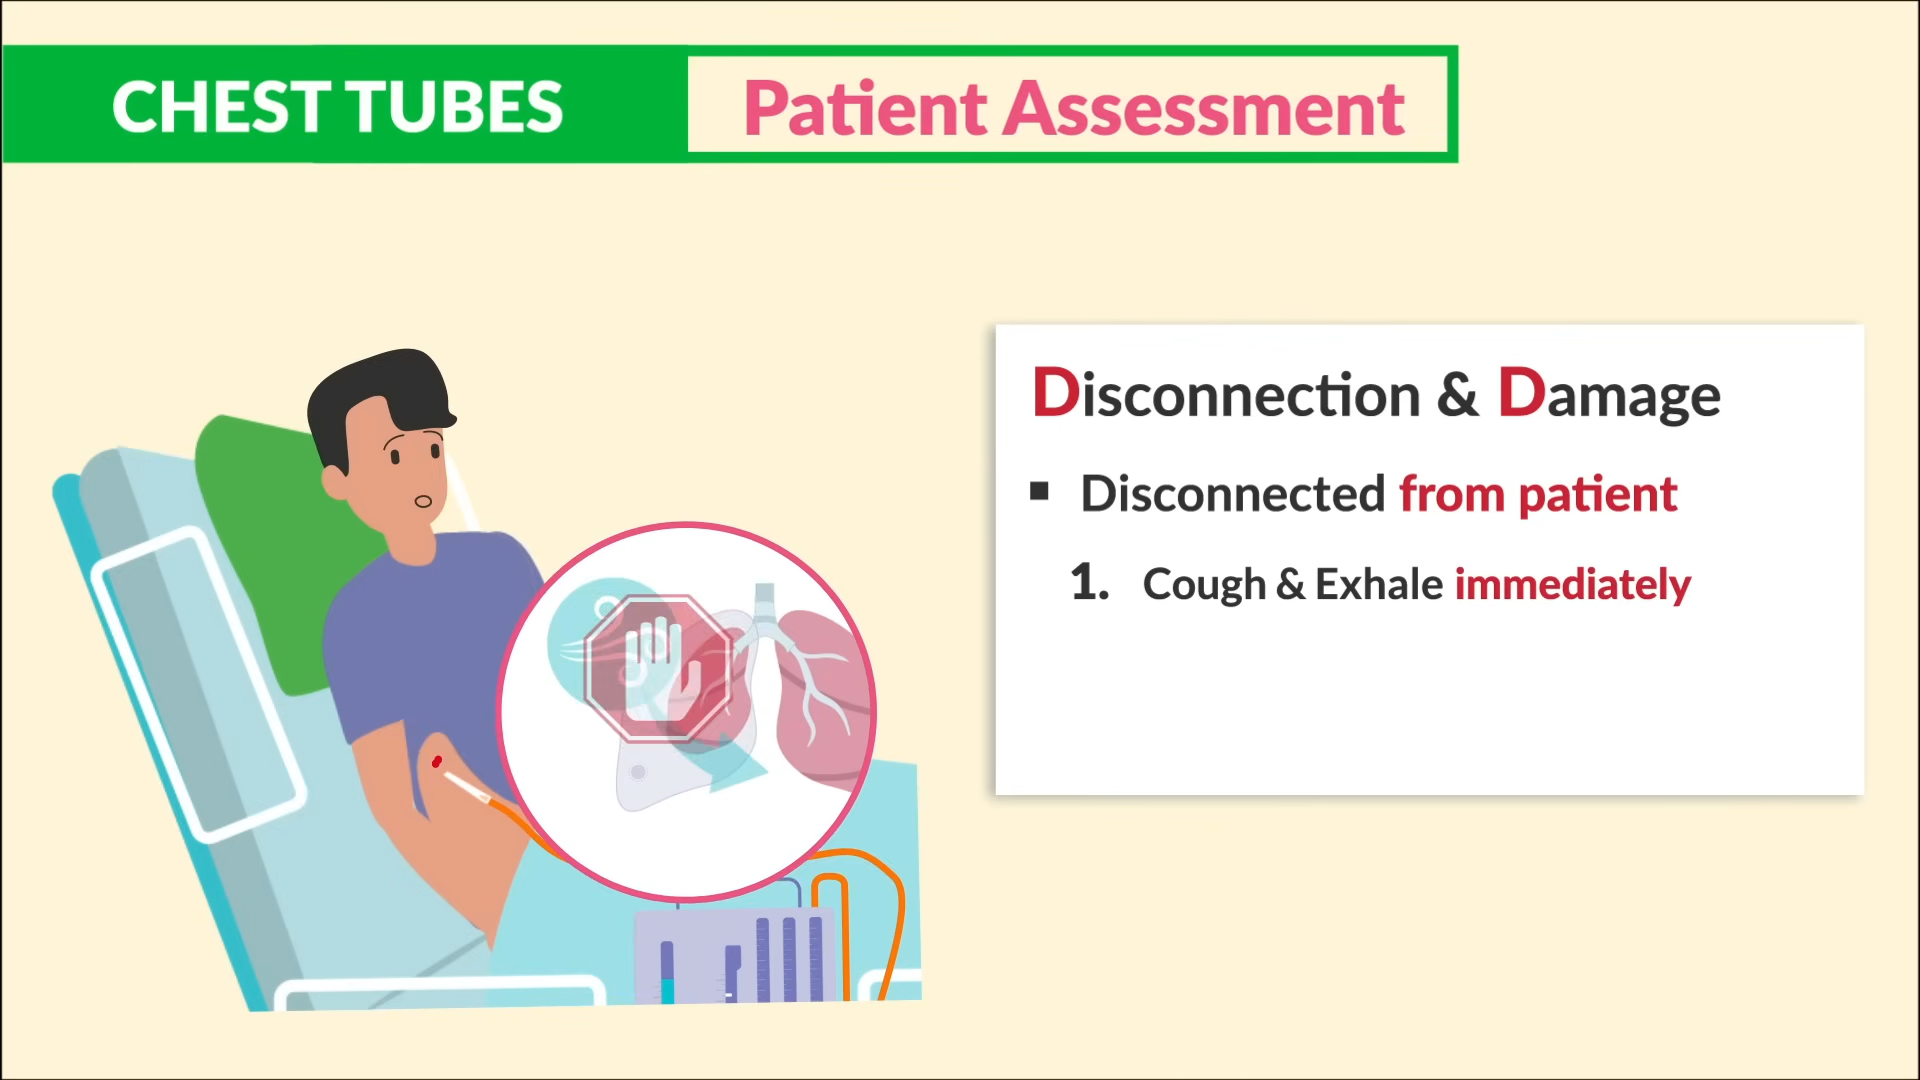 CHEST TUBES
Patient Assessment
Disconnection & Damage
▪ Disconnected from patient
1. Cough & Exhale immediately